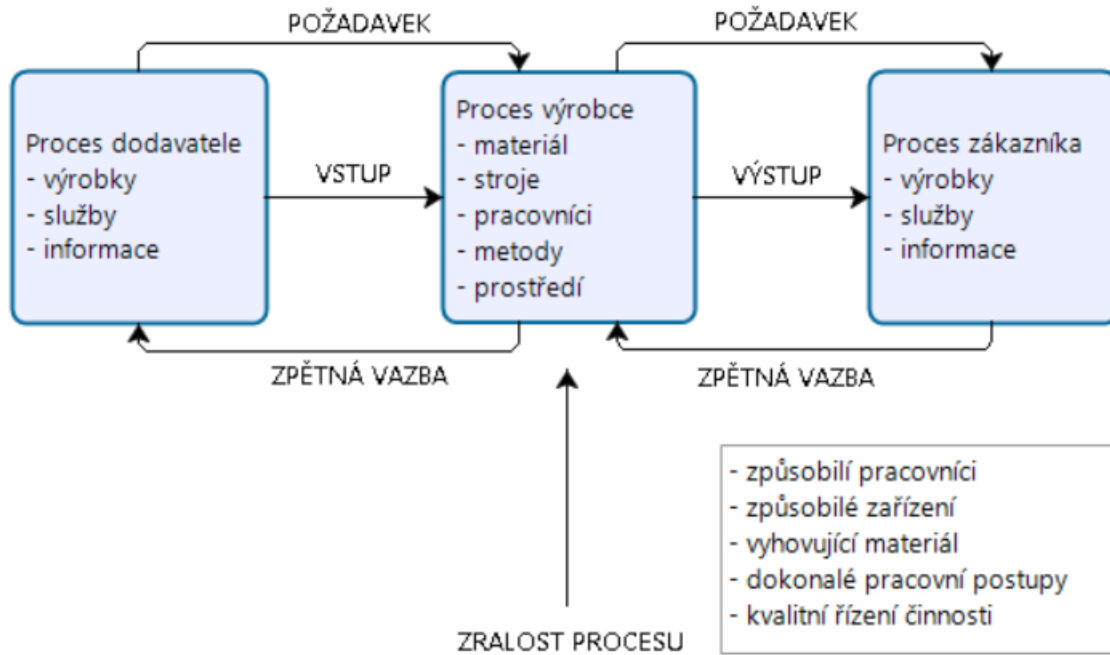 POŽADAVEK
POŽADAVEK
Proces dodavatele
- výrobky
- služby
- informace
VSTUP
Proces výrobce
- materiál
- stroje
- pracovníci
- metody
- prostředí
VÝSTUP
Proces zákazníka
- výrobky
- služby
- informace
ZPĚTNÁ VAZBA
ZPĚTNÁ VAZBA
- způsobilí pracovníci
- způsobilé zařízení
- vyhovující materiál
- dokonalé pracovní postupy
- kvalitní řízení činnosti
ZRALOST PROCESU